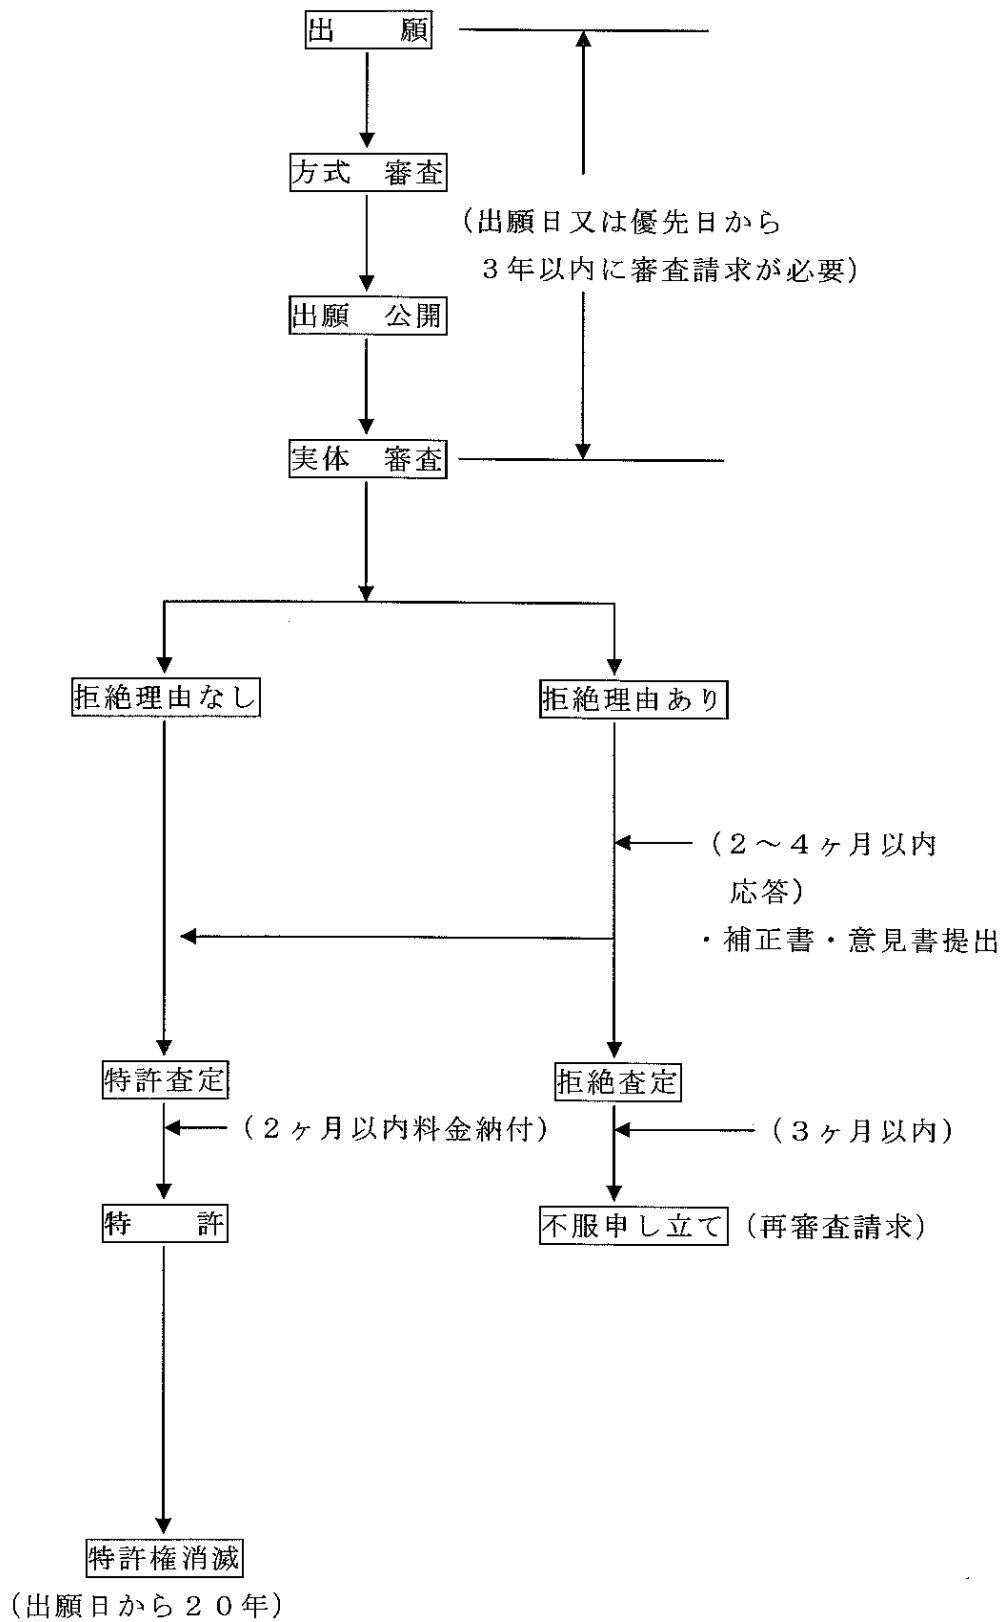 出　　願
方式　審査
（出願日又は優先日から
３年以内に審査請求が必要）
出願　公開
実体　審査
拒絶理由なし
拒絶理由あり
（２～４ヶ月以内
応答）
・補正書・意見書提出
特許査定
拒絶査定
（２ヶ月以内料金納付）
（３ヶ月以内）
特　　許
不服申し立て（再審査請求）
特許権消滅
（出願日から２０年）